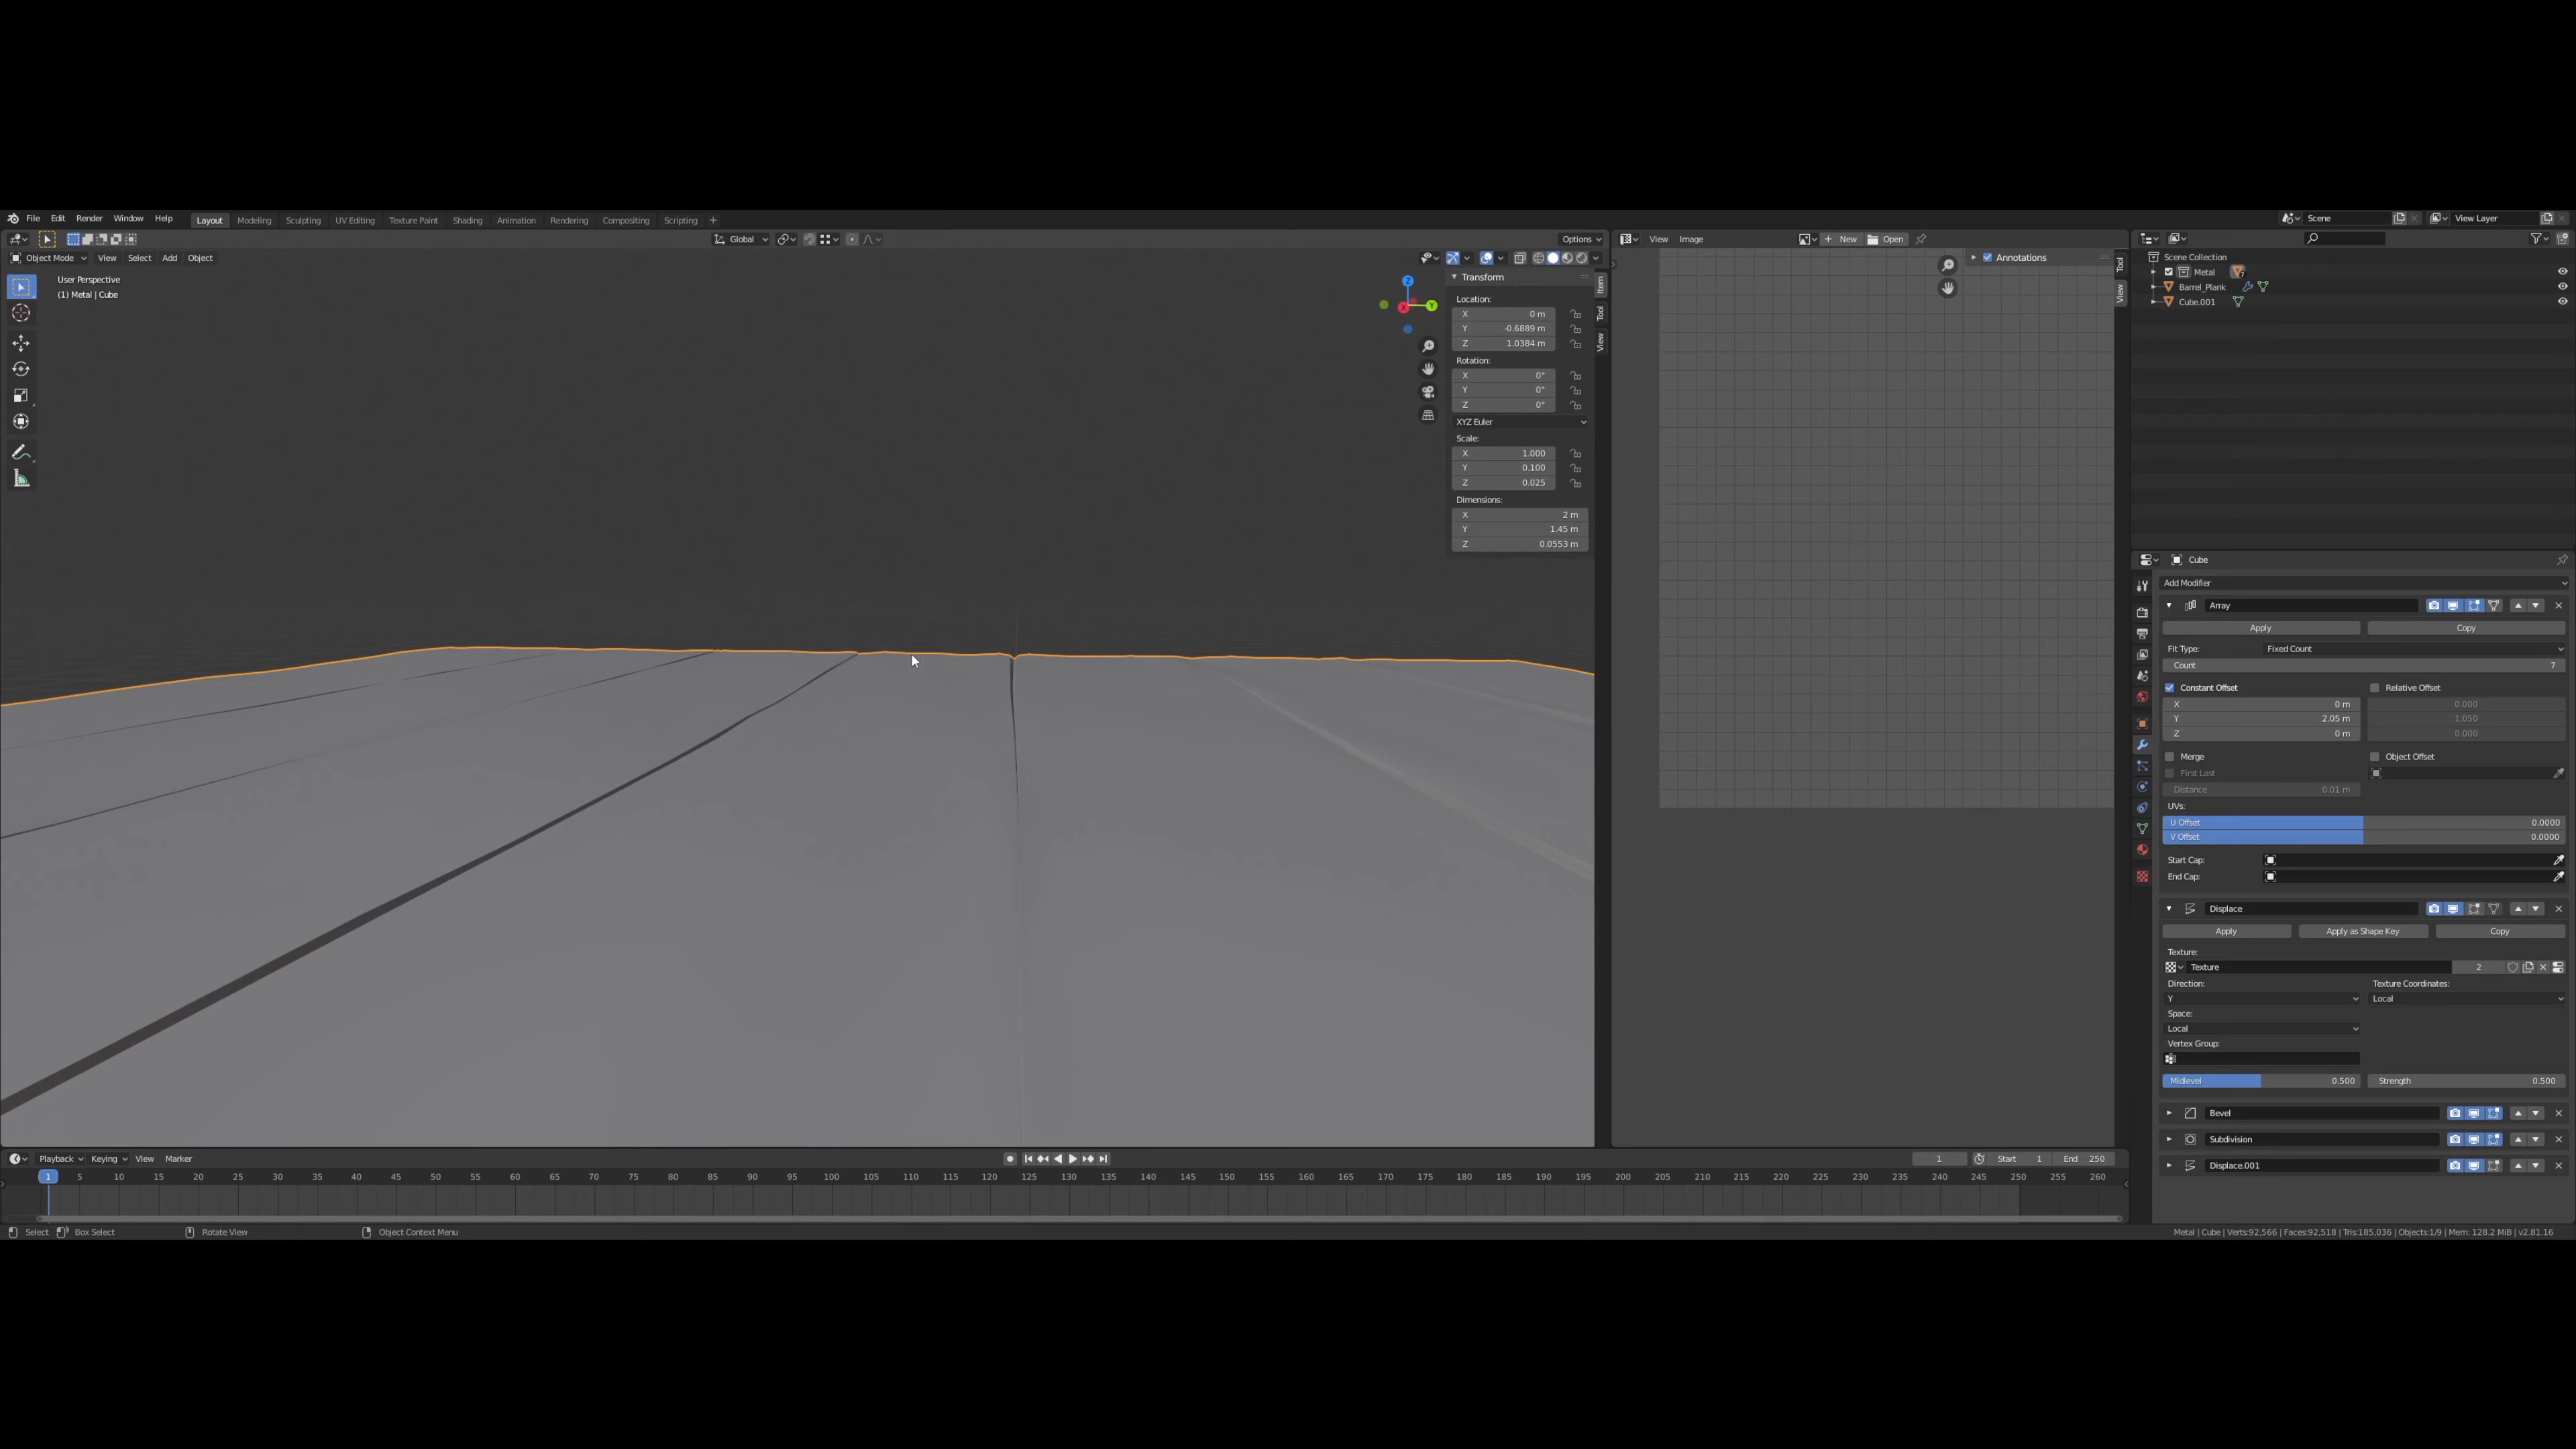 File Edit Render Window Help Layout Modeling Sculpting UV Editing Texture Paint Shading Animation Rendering Compositing Scripting + Scene View Layer
Global Options View Image New Open
Object Mode View Select Add Object
User Perspective
(1) Metal | Cube
Transform
Location:
X 0 m
Y -0.6889 m
Z 1.0384 m
Rotation:
X 0°
Y 0°
Z 0°
XYZ Euler
Scale:
X 1.000
Y 0.100
Z 0.025
Dimensions:
X 2 m
Y 1.45 m
Z 0.0553 m
Item
Tool
View
Z
Y
X
Annotations
Tool
View
Scene Collection
Metal 7
Barrel_Plank
Cube.001
Cube
Add Modifier
Array
Apply Copy
Fit Type: Fixed Count
Count 7
Constant Offset Relative Offset
X 0 m 0.000
Y 2.05 m 1.050
Z 0 m 0.000
Merge Object Offset
First Last
Distance 0.01 m
UVs:
U Offset 0.0000
V Offset 0.0000
Start Cap:
End Cap:
Displace
Apply Apply as Shape Key Copy
Texture:
Texture 2
Direction: Texture Coordinates:
Y Local
Space:
Local
Vertex Group:
Midlevel 0.500 Strength 0.500
Bevel
Subdivision
Displace.001
Playback Keying View Marker 1 Start 1 End 250
1 5 10 15 20 25 30 35 40 45 50 55 60 65 70 75 80 85 90 95 100 105 110 115 120 125 130 135 140 145 150 155 160 165 170 175 180 185 190 195 200 205 210 215 220 225 230 235 240 245 250 255 260
Select Box Select Rotate View Object Context Menu Metal | Cube | Verts:92,566 | Faces:92,518 | Tris:185,036 | Objects:1/9 | Mem: 128.2 MiB | v2.81.16